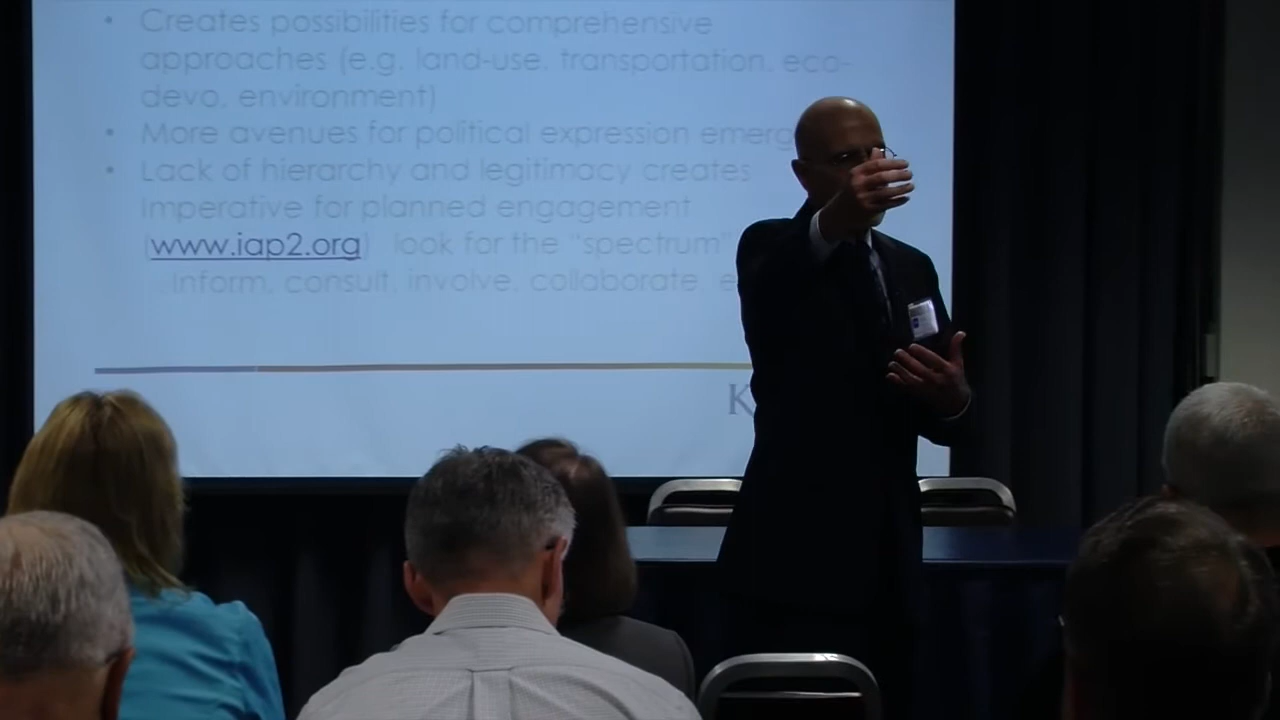 • Creates possibilities for comprehensive
approaches (e.g. land-use, transportation, eco-
devo, environment)
• More avenues for political expression emerg
• Lack of hierarchy and legitimacy creates
imperative for planned engagement
(www.iap2.org) look for the "spectrum"
Inform, consult, involve, collaborate, e
K